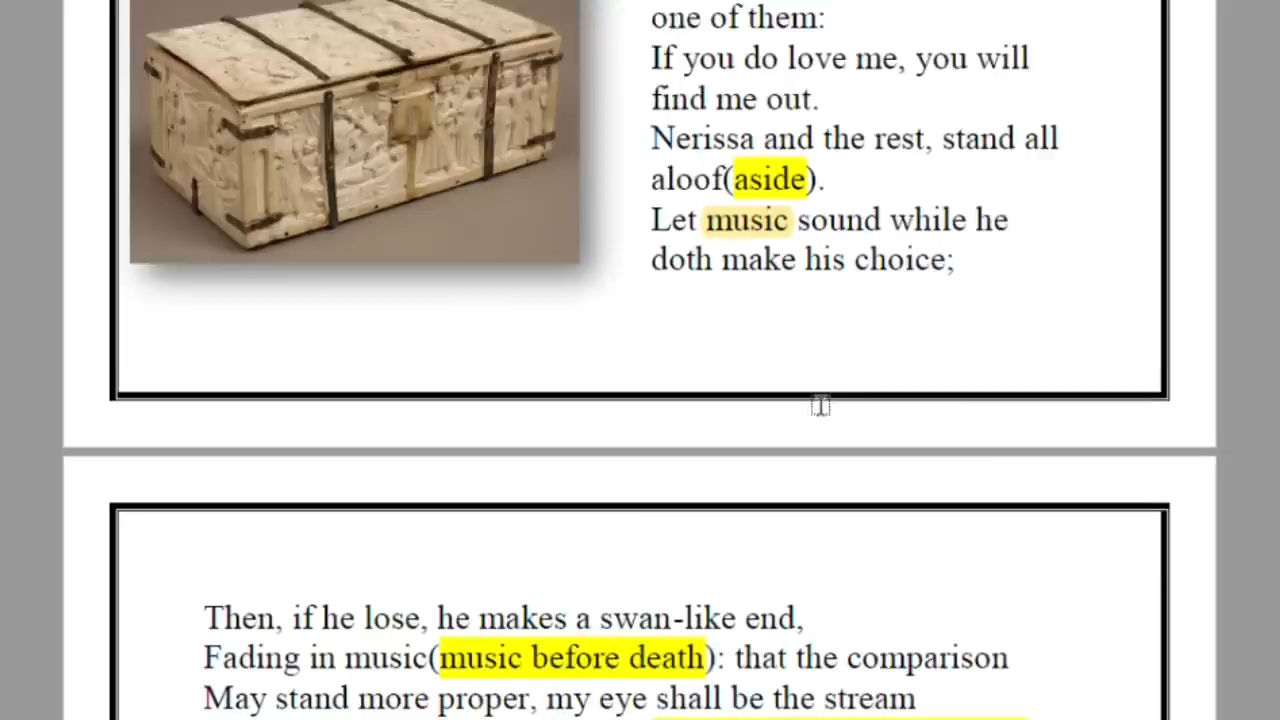 one of them:
If you do love me, you will
find me out.
Nerissa and the rest, stand all
aloof(aside).
Let music sound while he
doth make his choice;
Then, if he lose, he makes a swan-like end,
Fading in music(music before death): that the comparison
May stand more proper, my eye shall be the stream